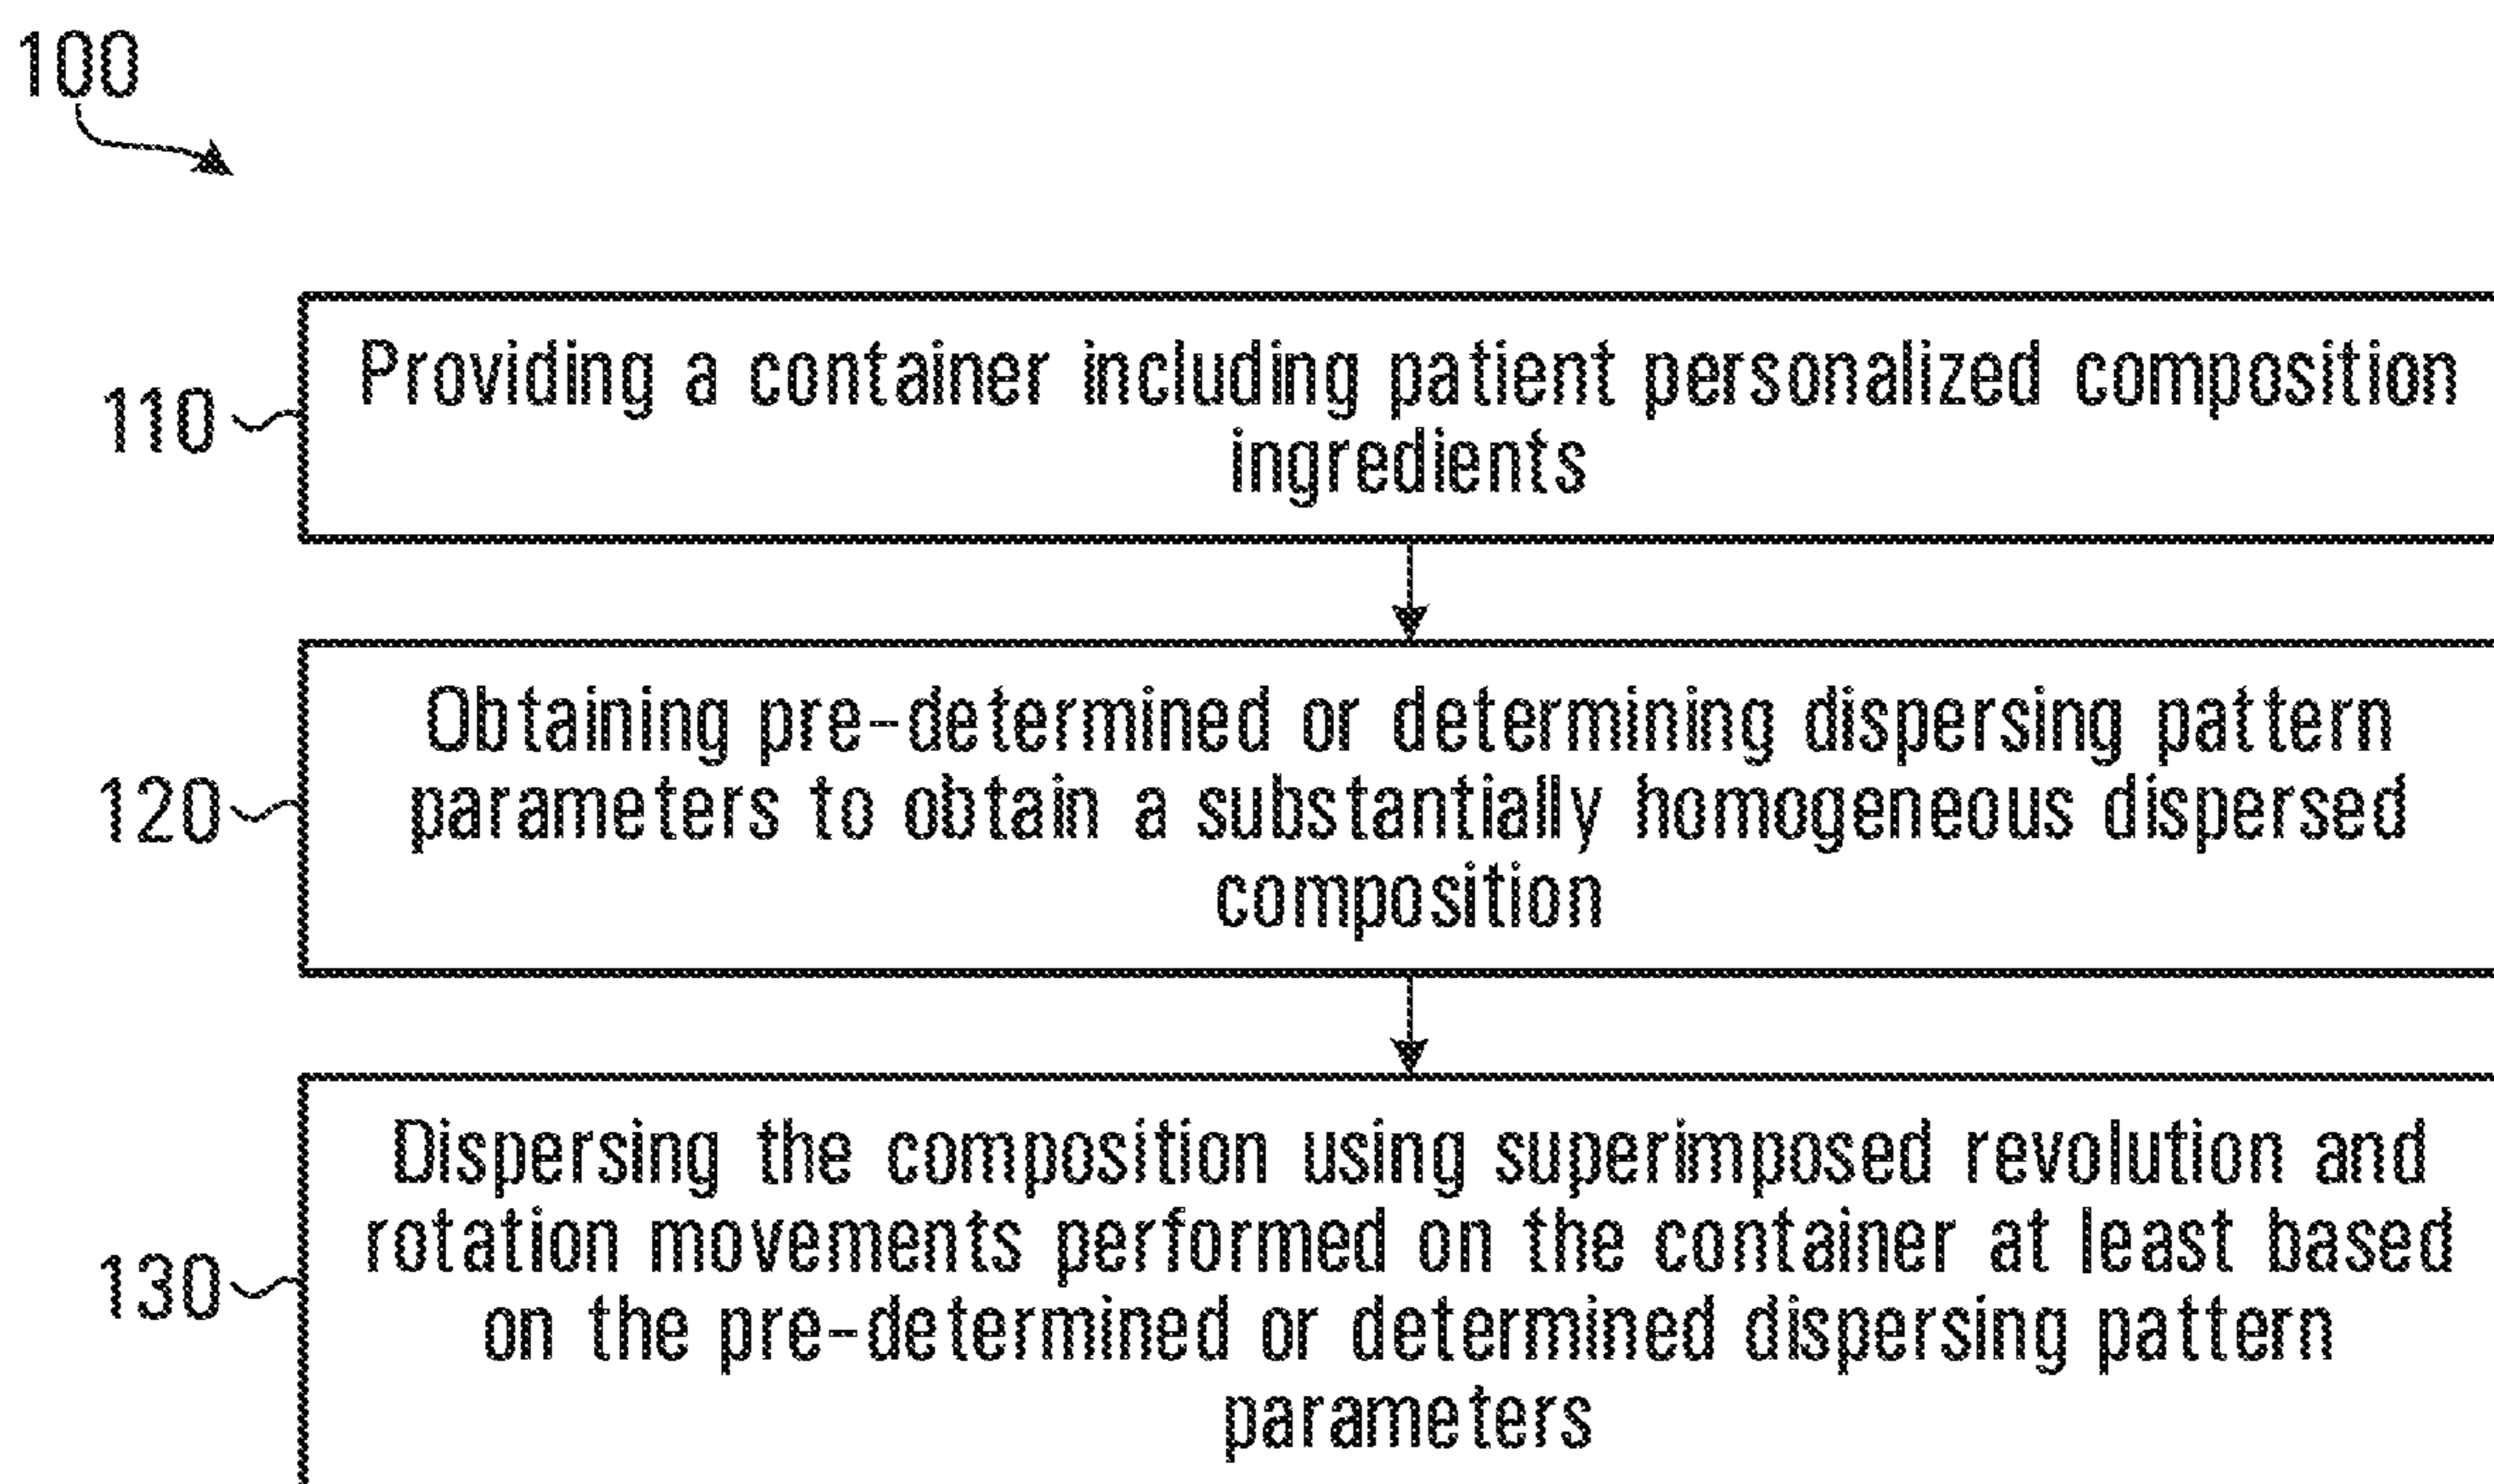 100
Providing a container including patient personalized composition
110
ingredients
Obtaining pre-determined or determining dispersing pattern
120
parameters to obtain a substantially homogeneous dispersed
composition
Dispersing the composition using superimposed revolution and
rotation movements performed on the container at least based
130
on the pre-determined or determined dispersing pattern
parameters